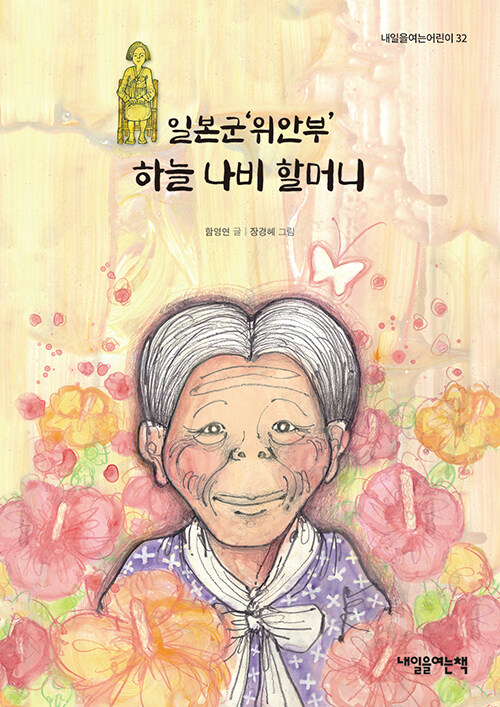 내일을여는어린이 32
일본군‘위안부’
하늘 나비 할머니
함영연 글 | 장경혜 그림
내일을여는책